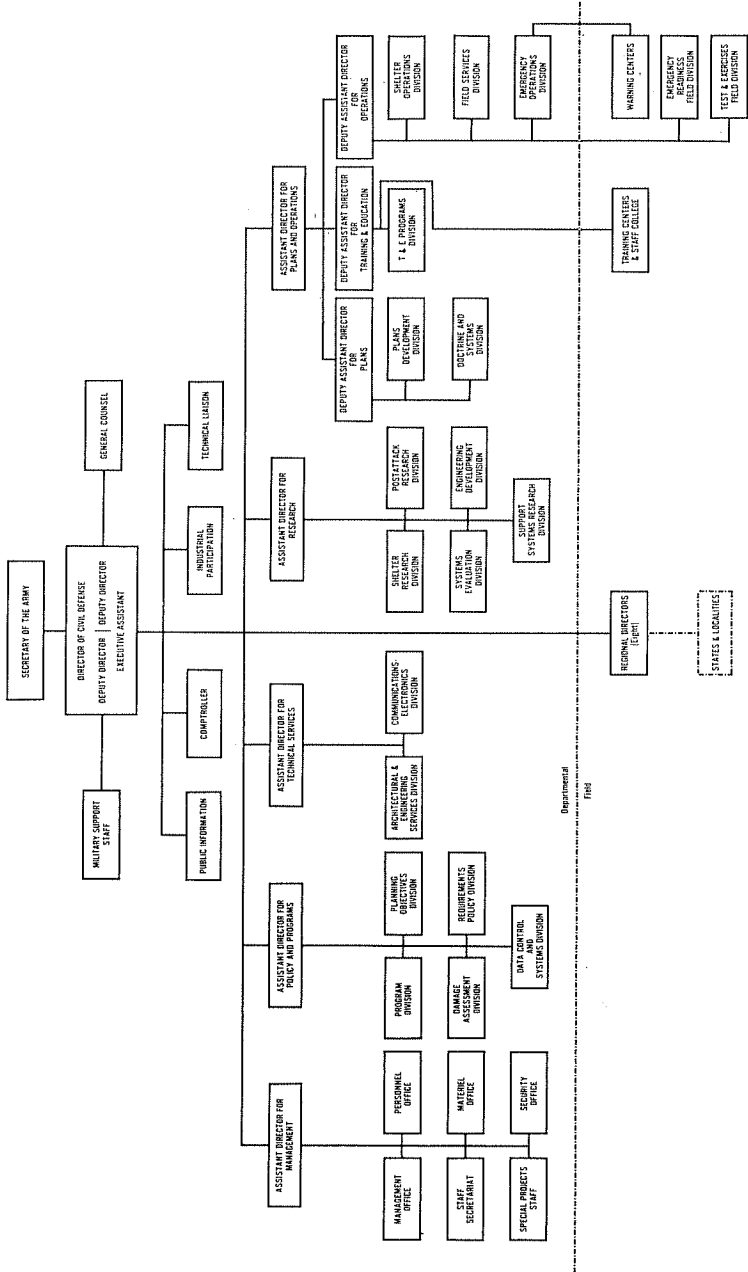 SECRETARY OF THE ARMY
DIRECTOR OF CIVIL DEFENSE
DEPUTY DIRECTOR | DEPUTY DIRECTOR
EXECUTIVE ASSISTANT
MILITARY SUPPORT
STAFF
GENERAL COUNSEL
PUBLIC INFORMATION
COMPTROLLER
INDUSTRIAL
PARTICIPATION
TECHNICAL LIAISON
ASSISTANT DIRECTOR FOR
MANAGEMENT
ASSISTANT DIRECTOR FOR
POLICY AND PROGRAMS
ASSISTANT DIRECTOR FOR
TECHNICAL SERVICES
ASSISTANT DIRECTOR FOR
RESEARCH
ASSISTANT DIRECTOR FOR
PLANS AND OPERATIONS
MANAGEMENT
OFFICE
PERSONNEL
OFFICE
STAFF
SECRETARIAT
MATERIEL
OFFICE
SPECIAL PROJECTS
STAFF
SECURITY
OFFICE
PROGRAM
DIVISION
PLANNING
OBJECTIVES
DIVISION
DAMAGE
ASSESSMENT
DIVISION
REQUIREMENTS
POLICY DIVISION
DATA CONTROL
AND
SYSTEMS DIVISION
ARCHITECTURAL &
ENGINEERING
SERVICES DIVISION
COMMUNICATIONS-
ELECTRONICS
DIVISION
SHELTER
RESEARCH
DIVISION
POSTATTACK
RESEARCH
DIVISION
SYSTEMS
EVALUATION
DIVISION
ENGINEERING
DEVELOPMENT
DIVISION
SUPPORT
SYSTEMS RESEARCH
DIVISION
DEPUTY ASSISTANT DIRECTOR
FOR
PLANS
PLANS
DEVELOPMENT
DIVISION
DOCTRINE AND
SYSTEMS
DIVISION
DEPUTY ASSISTANT DIRECTOR
FOR
TRAINING & EDUCATION
T & E PROGRAMS
DIVISION
DEPUTY ASSISTANT DIRECTOR
FOR
OPERATIONS
SHELTER
OPERATIONS
DIVISION
FIELD SERVICES
DIVISION
EMERGENCY
OPERATIONS
DIVISION
Departmental
Field
REGIONAL DIRECTORS
(Eight)
STATES & LOCALITIES
TRAINING CENTERS
& STAFF COLLEGE
WARNING CENTERS
EMERGENCY
READINESS
FIELD DIVISION
TEST & EXERCISES
FIELD DIVISION